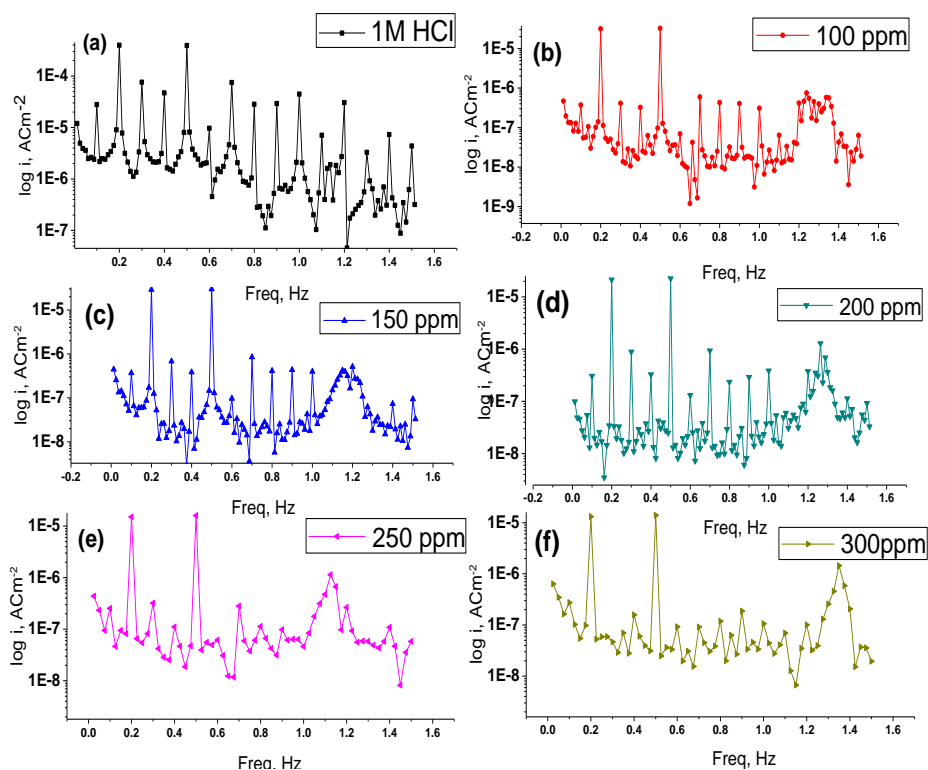 (a)
1M HCl
log i, ACm-2
1E-4
1E-5
1E-6
1E-7
0.2 0.4 0.6 0.8 1.0 1.2 1.4 1.6
Freq, Hz
(b)
100 ppm
log i, ACm-2
1E-5
1E-6
1E-7
1E-8
1E-9
-0.2 0.0 0.2 0.4 0.6 0.8 1.0 1.2 1.4 1.6
Freq, Hz
(c)
150 ppm
log i, ACm-2
1E-5
1E-6
1E-7
1E-8
-0.2 0.0 0.2 0.4 0.6 0.8 1.0 1.2 1.4 1.6
Freq, Hz
(d)
200 ppm
log i, ACm-2
1E-5
1E-6
1E-7
1E-8
-0.2 0.0 0.2 0.4 0.6 0.8 1.0 1.2 1.4 1.6
Freq, Hz
(e)
250 ppm
log i, ACm-2
1E-5
1E-6
1E-7
1E-8
0.0 0.2 0.4 0.6 0.8 1.0 1.2 1.4 1.6
Freq, Hz
(f)
300ppm
log i, ACm-2
1E-5
1E-6
1E-7
1E-8
0.0 0.2 0.4 0.6 0.8 1.0 1.2 1.4 1.6
Freq, Hz